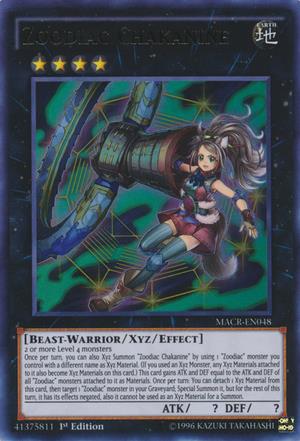 ZOODIAC CHAKANINE
EARTH
地
MACR-EN048
[BEAST-WARRIOR/XYZ/EFFECT]
2 or more Level 4 monsters
Once per turn, you can also Xyz Summon "Zoodiac Chakanine" by using 1 "Zoodiac" monster you
control with a different name as Xyz Material. (If you used an Xyz Monster, any Xyz Materials attached
to it also become Materials on this card.) This card gains ATK and DEF equal to the ATK and DEF of
all "Zoodiac" monsters attached to it as Materials. Once per turn: You can detach 1 Xyz Material from
this card, then target 1 "Zoodiac" monster in your Graveyard; Special Summon it, but for the rest of this
turn, it has its effects negated, also it cannot be used as Material for an Xyz Summon.
ATK/ ? DEF/ ?
41375811 1st Edition ©1996 KAZUKI TAKAHASHI